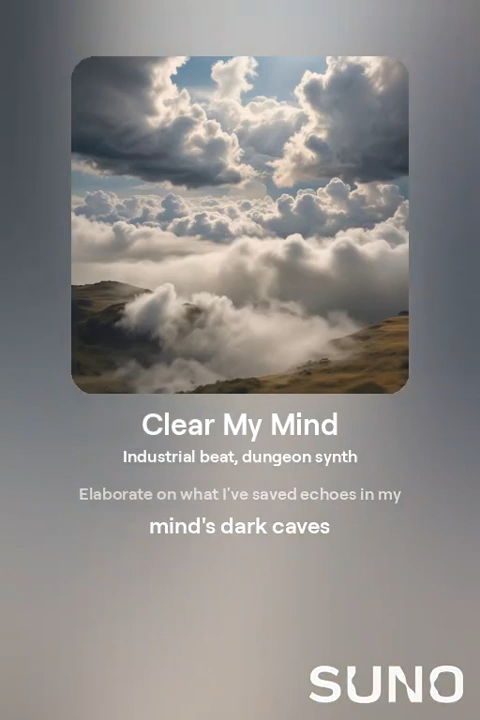 Clear My Mind
Industrial beat, dungeon synth
Elaborate on what I've saved echoes in my
mind's dark caves
SUNO